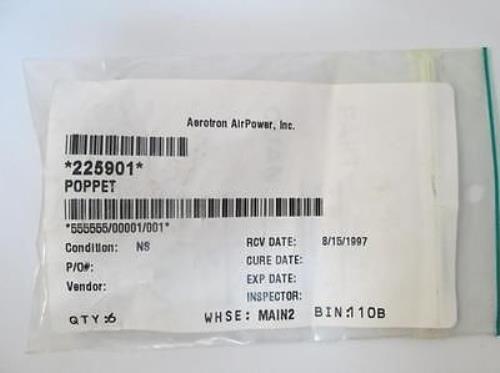 Aerotron AirPower, Inc.
*225901*
POPPET
*555555/00001/001*
Condition: NS
RCV DATE: 8/15/1997
P/O#:
CURE DATE:
Vendor:
EXP DATE:
INSPECTOR:
QTY:6
WHSE: MAIN2
BIN:110B